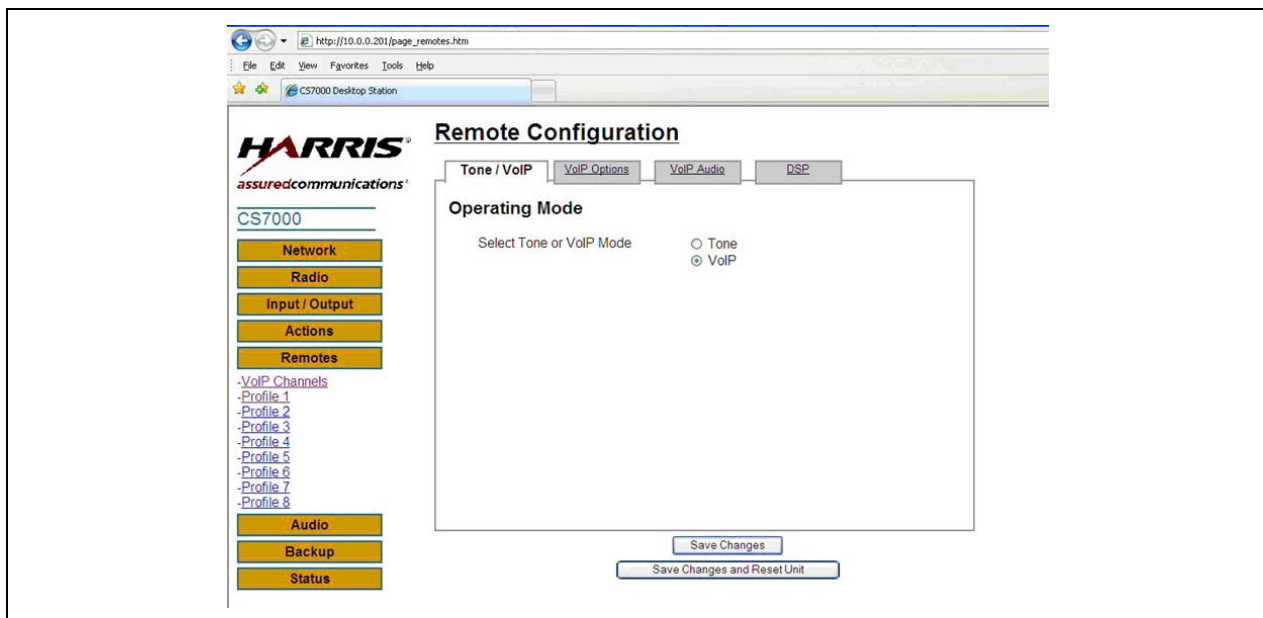 http://10.0.0.201/page_remotes.htm
File Edit View Favorites Tools Help
CS7000 Desktop Station
HARRIS®
assuredcommunications®
CS7000
Network
Radio
Input / Output
Actions
Remotes
-VoIP Channels
-Profile 1
-Profile 2
-Profile 3
-Profile 4
-Profile 5
-Profile 6
-Profile 7
-Profile 8
Audio
Backup
Status
Remote Configuration
Tone / VoIP VoIP Options VoIP Audio DSP
Operating Mode
Select Tone or VoIP Mode Tone
VoIP
Save Changes
Save Changes and Reset Unit